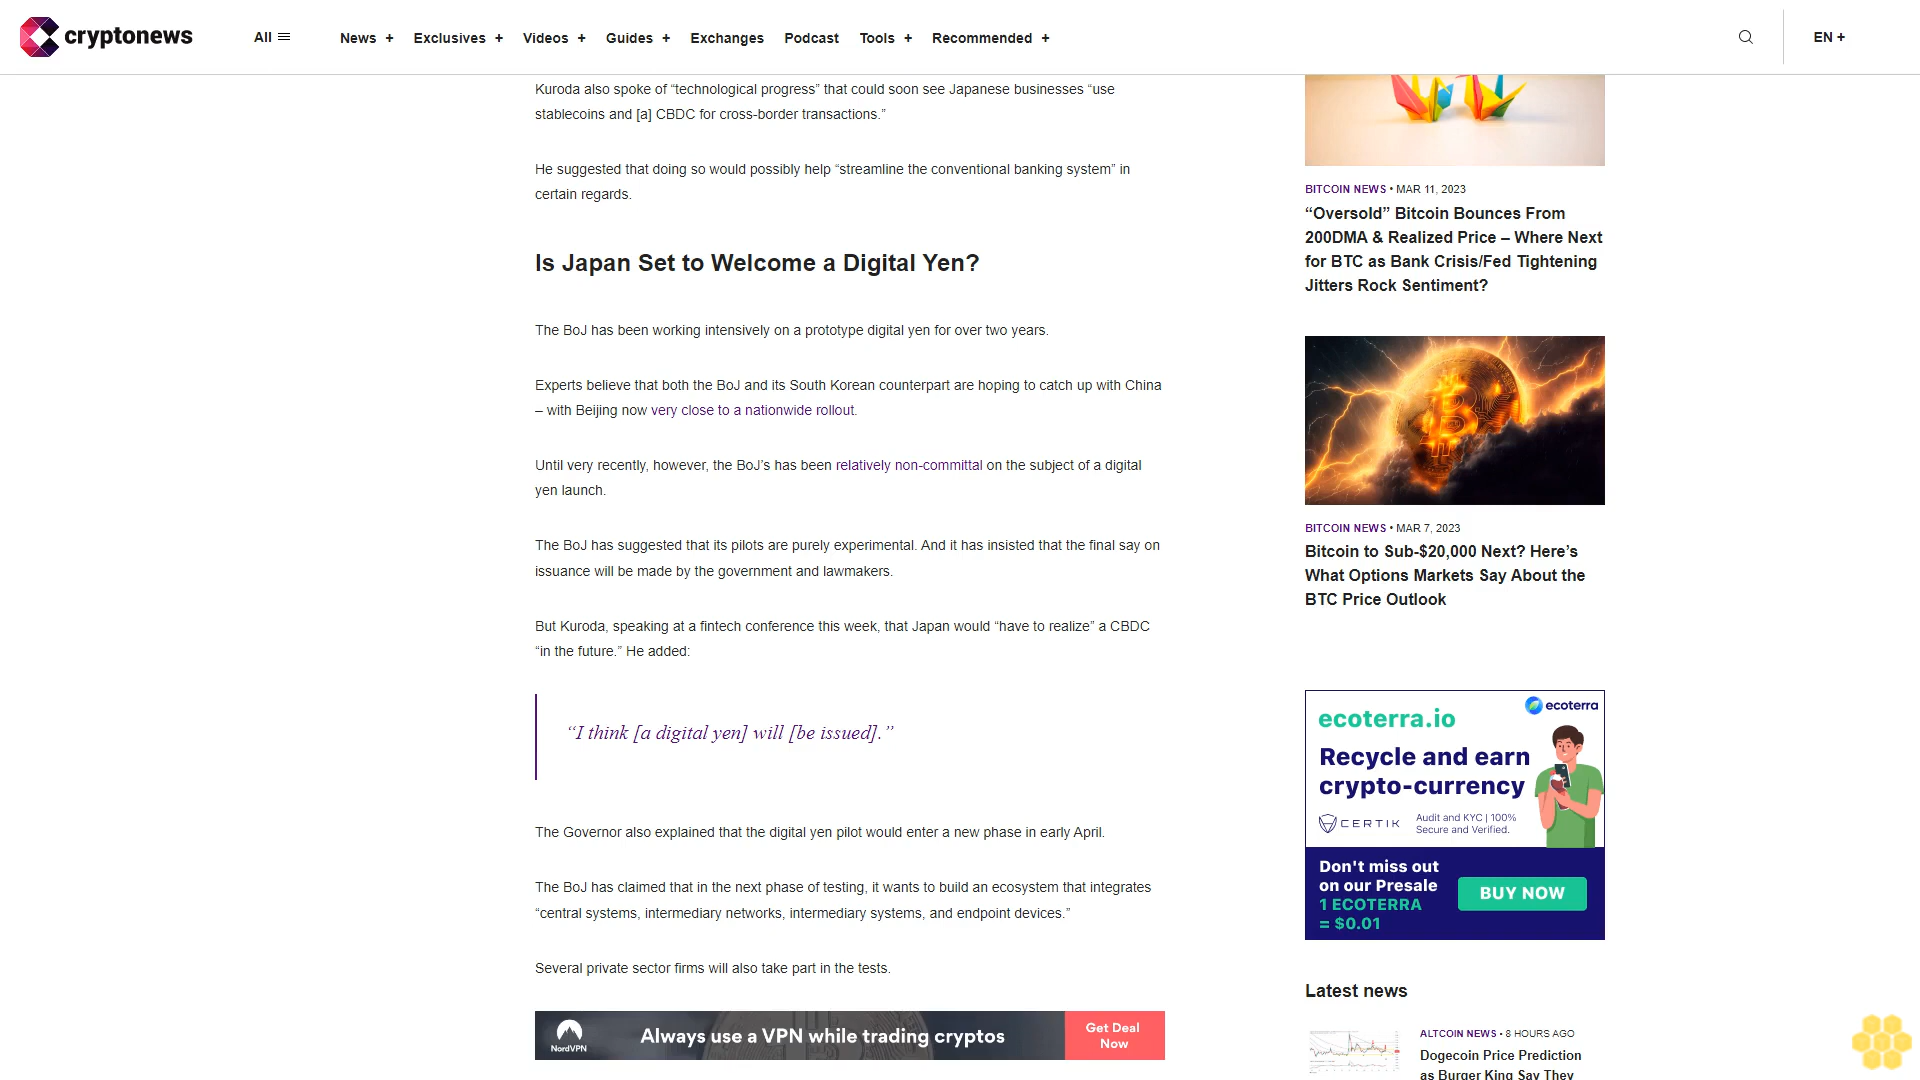 cryptonews
All
News +
Exclusives +
Videos +
Guides +
Exchanges
Podcast
Tools +
Recommended +
EN +
Kuroda also spoke of “technological progress” that could soon see Japanese businesses “use
stablecoins and [a] CBDC for cross-border transactions.”
He suggested that doing so would possibly help “streamline the conventional banking system” in
certain regards.
Is Japan Set to Welcome a Digital Yen?
The BoJ has been working intensively on a prototype digital yen for over two years.
Experts believe that both the BoJ and its South Korean counterpart are hoping to catch up with China
– with Beijing now very close to a nationwide rollout.
Until very recently, however, the BoJ’s has been relatively non-committal on the subject of a digital
yen launch.
The BoJ has suggested that its pilots are purely experimental. And it has insisted that the final say on
issuance will be made by the government and lawmakers.
But Kuroda, speaking at a fintech conference this week, that Japan would “have to realize” a CBDC
“in the future.” He added:
“I think [a digital yen] will [be issued].”
The Governor also explained that the digital yen pilot would enter a new phase in early April.
The BoJ has claimed that in the next phase of testing, it wants to build an ecosystem that integrates
“central systems, intermediary networks, intermediary systems, and endpoint devices.”
Several private sector firms will also take part in the tests.
NordVPN
Always use a VPN while trading cryptos
Get Deal
Now
BITCOIN NEWS • MAR 11, 2023
“Oversold” Bitcoin Bounces From
200DMA & Realized Price – Where Next
for BTC as Bank Crisis/Fed Tightening
Jitters Rock Sentiment?
BITCOIN NEWS • MAR 7, 2023
Bitcoin to Sub-$20,000 Next? Here’s
What Options Markets Say About the
BTC Price Outlook
ecoterra
ecoterra.io
Recycle and earn
crypto-currency
CERTIK
Audit and KYC | 100%
Secure and Verified.
Don't miss out
on our Presale
1 ECOTERRA
= $0.01
BUY NOW
Latest news
ALTCOIN NEWS • 8 HOURS AGO
Dogecoin Price Prediction
as Burger King Say They